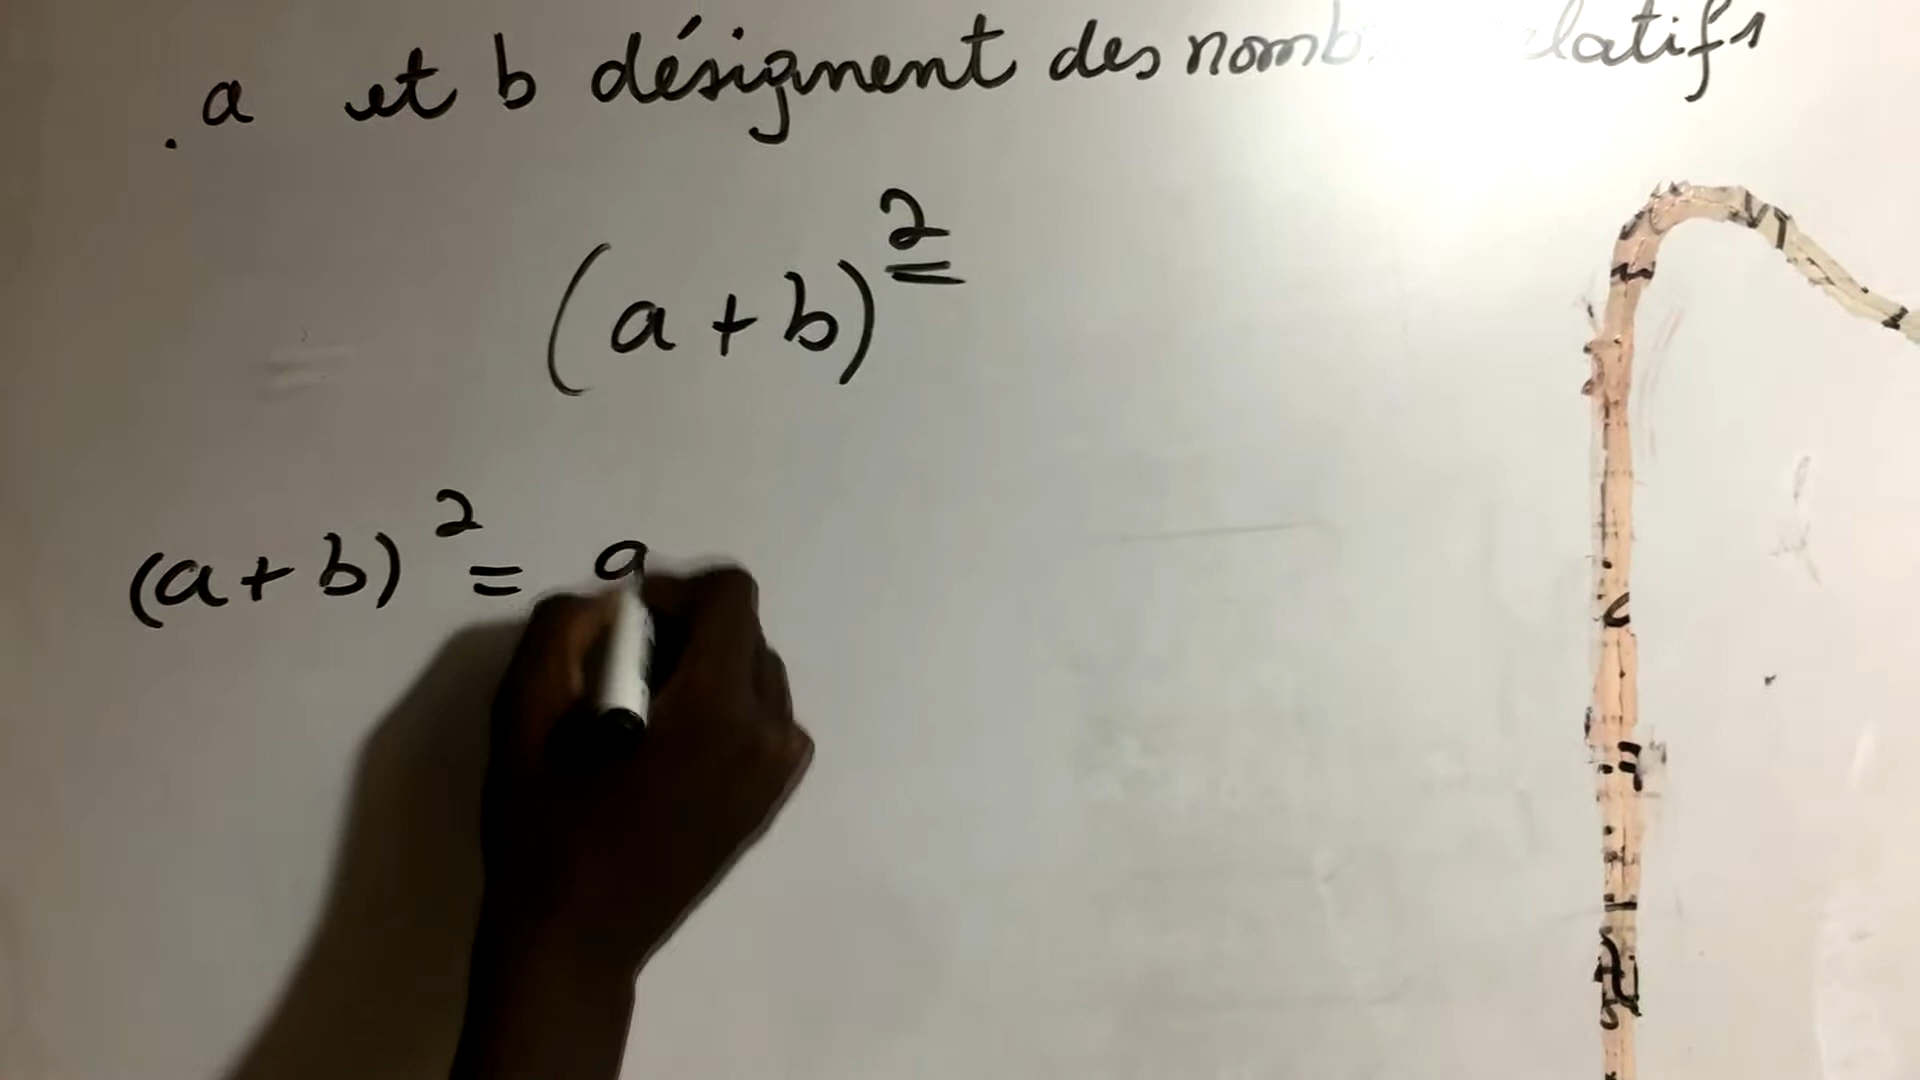 . a et b désignent des
(a + b)²
(a + b)² = a